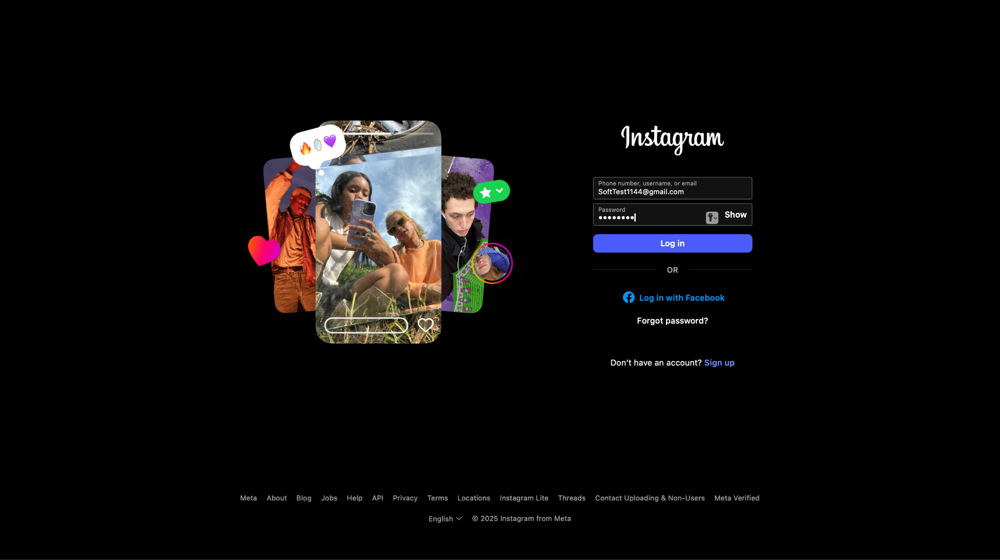 Instagram
Phone number, username, or email
SoftTest1144@gmail.com
Password
••••••••
Show
Log in
OR
Log in with Facebook
Forgot password?
Don't have an account? Sign up
Meta About Blog Jobs Help API Privacy Terms Locations Instagram Lite Threads Contact Uploading & Non-Users Meta Verified
English © 2025 Instagram from Meta